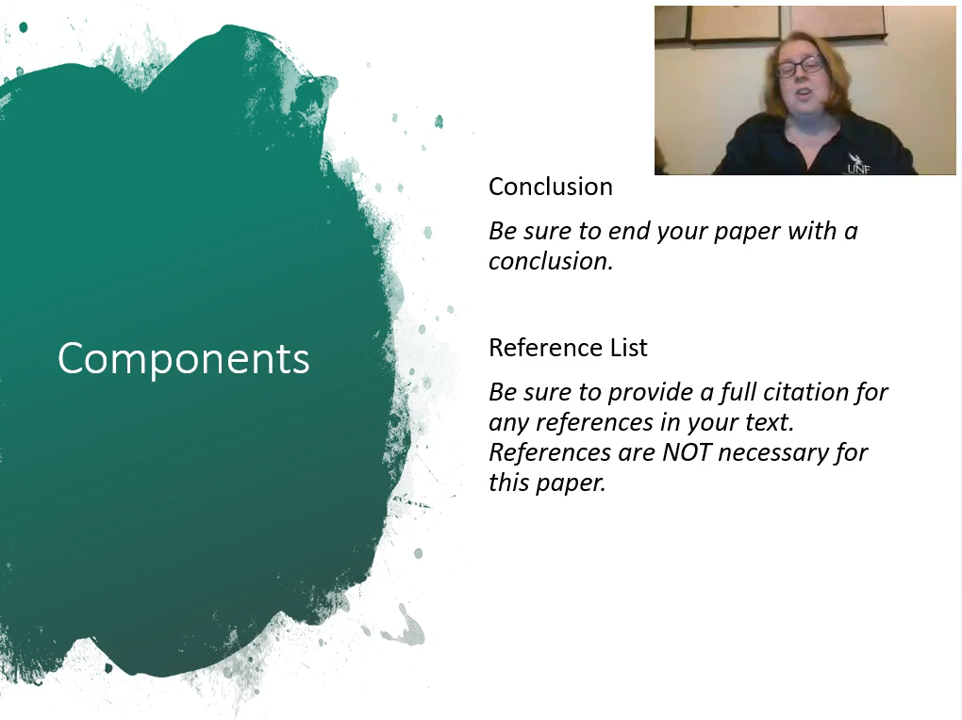 UNF
Conclusion
Be sure to end your paper with a
conclusion.
Components
Reference List
Be sure to provide a full citation for
any references in your text.
References are NOT necessary for
this paper.